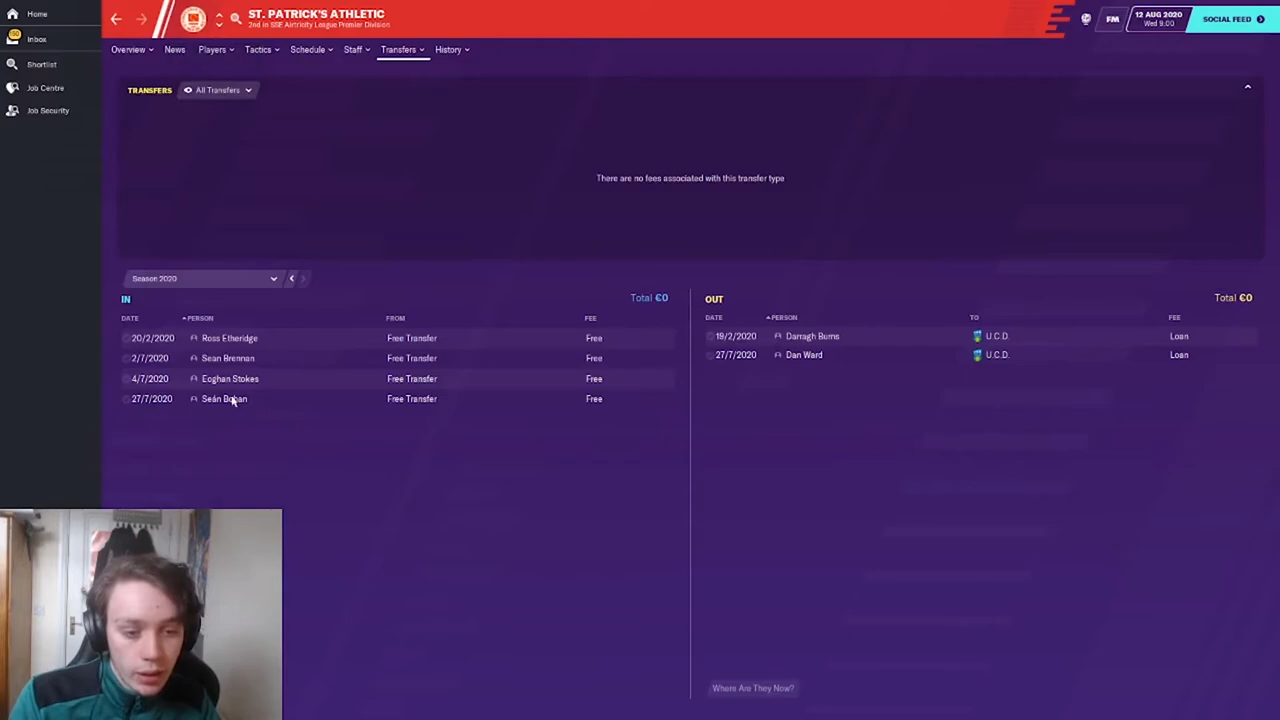 Home
ST. PATRICK'S ATHLETIC
2nd in SSE Airtricity League Premier Division
FM
12 AUG 2020
Wed 9:00
SOCIAL FEED
Inbox
Shortlist
Job Centre
Job Security
Overview News Players Tactics Schedule Staff Transfers History
TRANSFERS All Transfers
There are no fees associated with this transfer type
Season 2020
IN Total €0
DATE PERSON FROM FEE
20/2/2020 Ross Etheridge Free Transfer Free
2/7/2020 Sean Brennan Free Transfer Free
4/7/2020 Eoghan Stokes Free Transfer Free
27/7/2020 Seán Free Transfer Free
OUT Total €0
DATE PERSON TO FEE
19/2/2020 Darragh Burns U.C.D. Loan
27/7/2020 Dan Ward U.C.D. Loan
Where Are They Now?